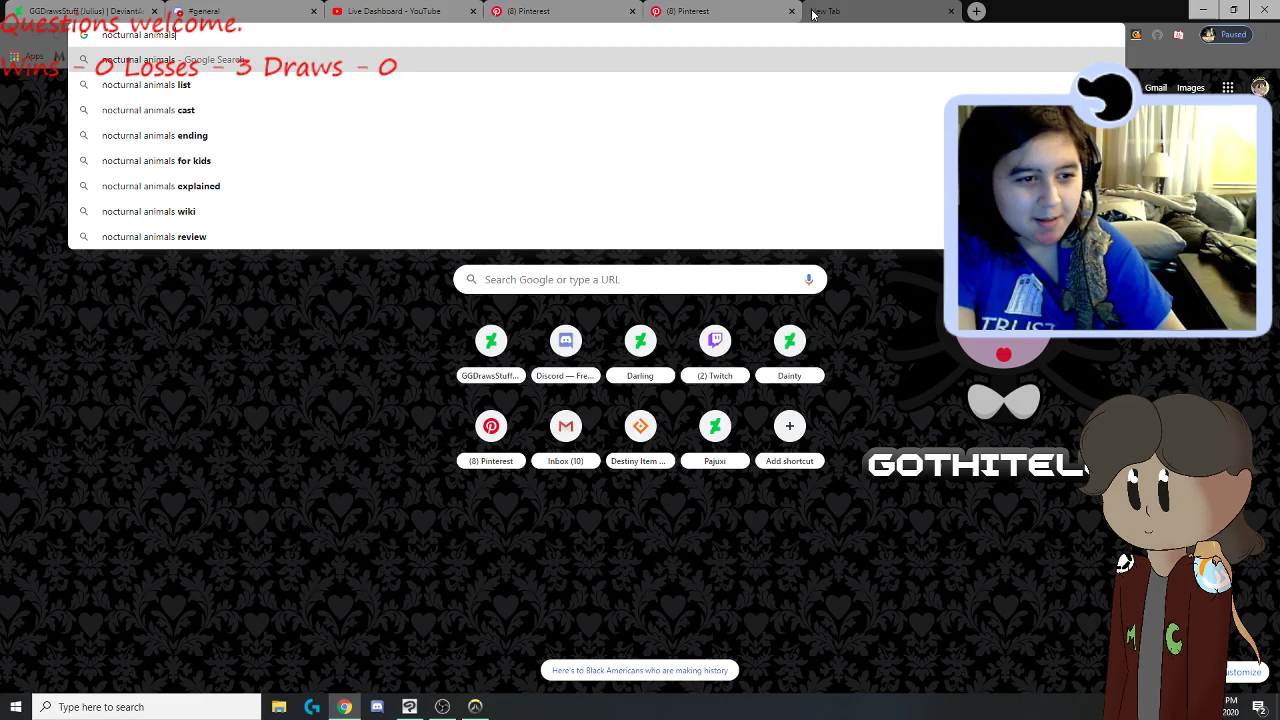 GGDrawsStuff (Julius) | DeviantAr
#general
Live Dashboard - YouTube
(8) Pinterest
(8) Pinterest
New Tab
Questions welcome.
nocturnal animals
Paused
Apps
nocturnal animals - Google Search
Wins - 0 Losses - 3 Draws - 0
nocturnal animals list
Gmail Images
nocturnal animals cast
nocturnal animals ending
nocturnal animals for kids
nocturnal animals explained
nocturnal animals wiki
nocturnal animals review
TRUST
Search Google or type a URL
GGDrawsStuff...
Discord — Fre...
Darling
(2) Twitch
Dainty
(8) Pinterest
Inbox (10)
Destiny Item ...
Pajuxi
Add shortcut
GOTHITEL
M C
Here's to Black Americans who are making history
ustomize
Type here to search
PM
2020
2